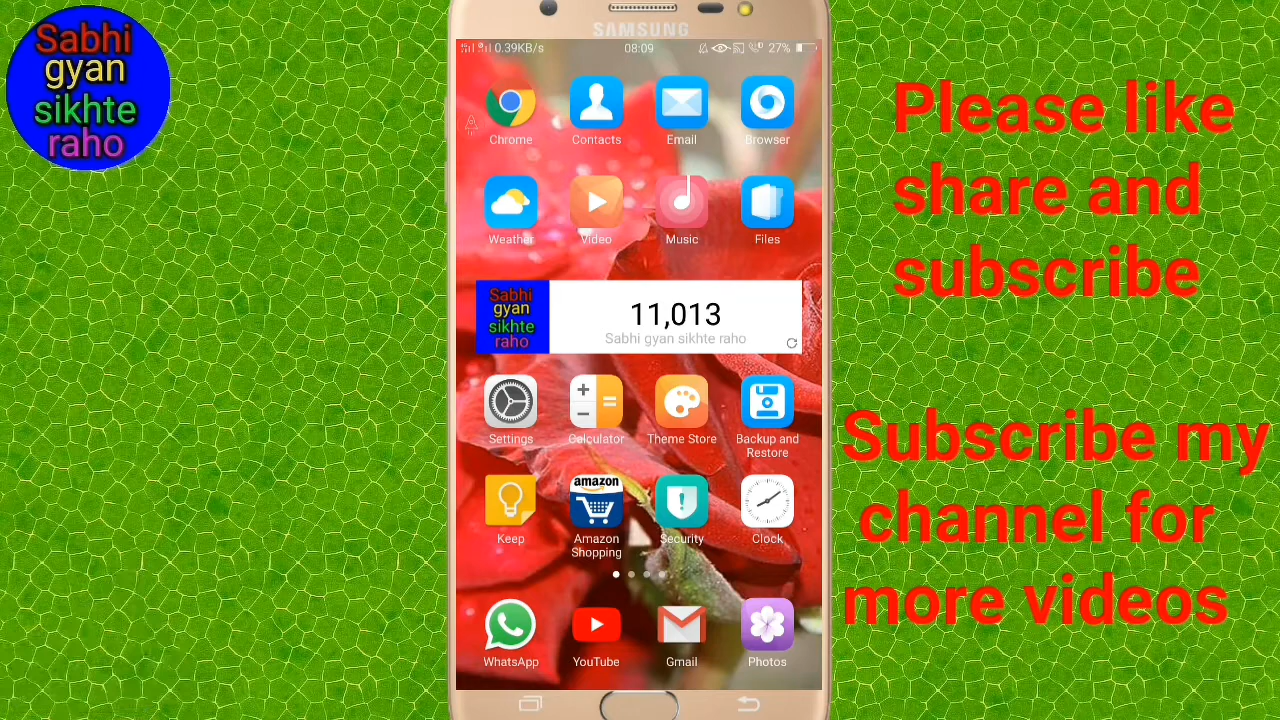 Sabhi
gyan
sikhte
raho
SAMSUNG
0.39KB/s 08:09 27%
Chrome Contacts Email Browser
Weather Video Music Files
Sabhi
gyan
sikhte
raho
11,013
Sabhi gyan sikhte raho
Settings Calculator Theme Store Backup and
Restore
amazon
Keep Amazon Security Clock
Shopping
WhatsApp YouTube Gmail Photos
Please like
share and
subscribe
Subscribe my
channel for
more videos